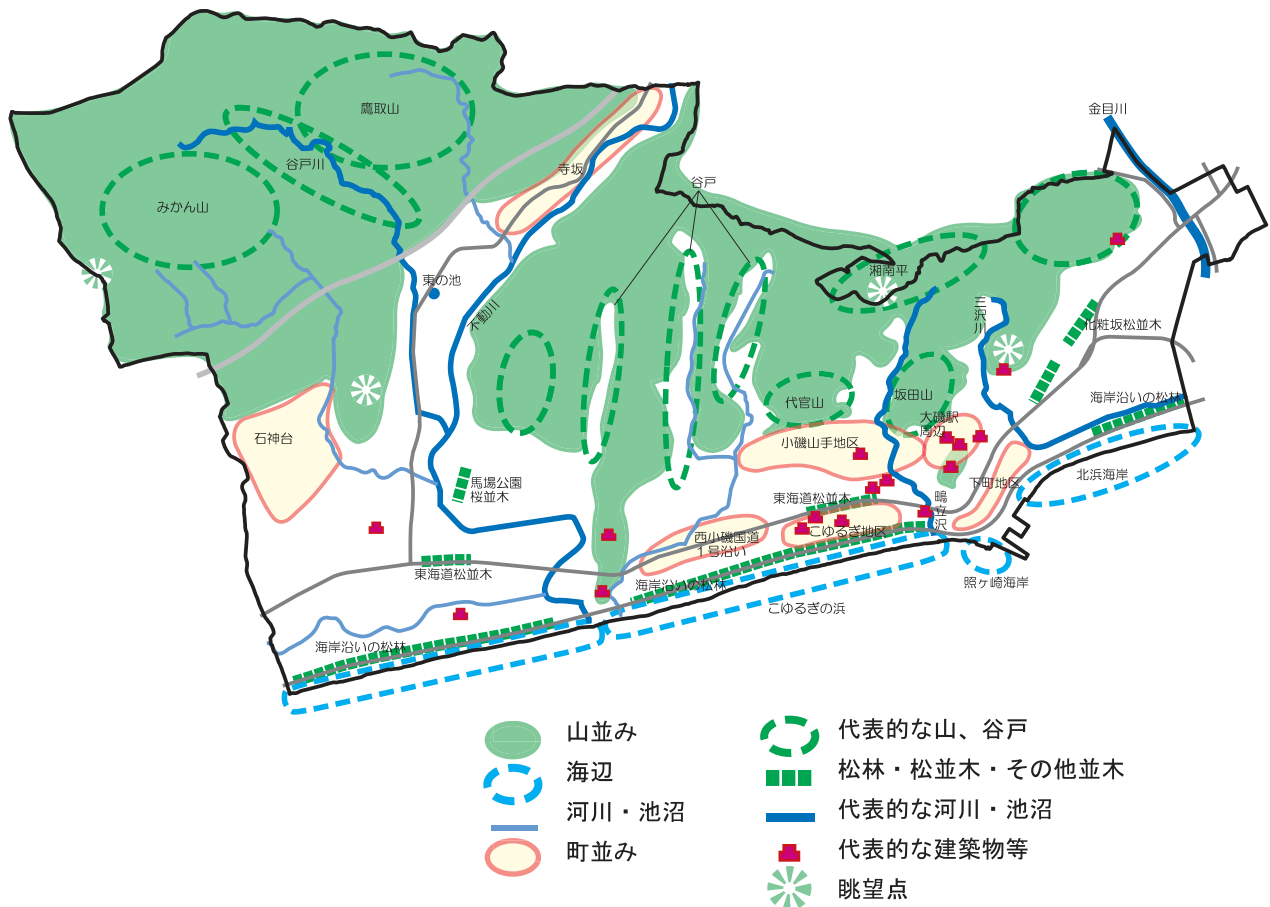 金目川
鷹取山
谷戸川
寺坂
谷戸
みかん山
湘南平
東の池
不動川
三沢川
化粧坂松並木
坂田山
代官山
海岸沿いの松林
大磯駅
周辺
石神台
小磯山手地区
北浜海岸
馬場公園
桜並木
下町地区
東海道松並木
鴫立沢
こゆるぎ地区
西小磯国道
1号沿い
東海道松並木
海岸沿いの松林
照ヶ崎海岸
こゆるぎの浜
海岸沿いの松林
山並み
海辺
河川・池沼
町並み
代表的な山、谷戸
松林・松並木・その他並木
代表的な河川・池沼
代表的な建築物等
眺望点